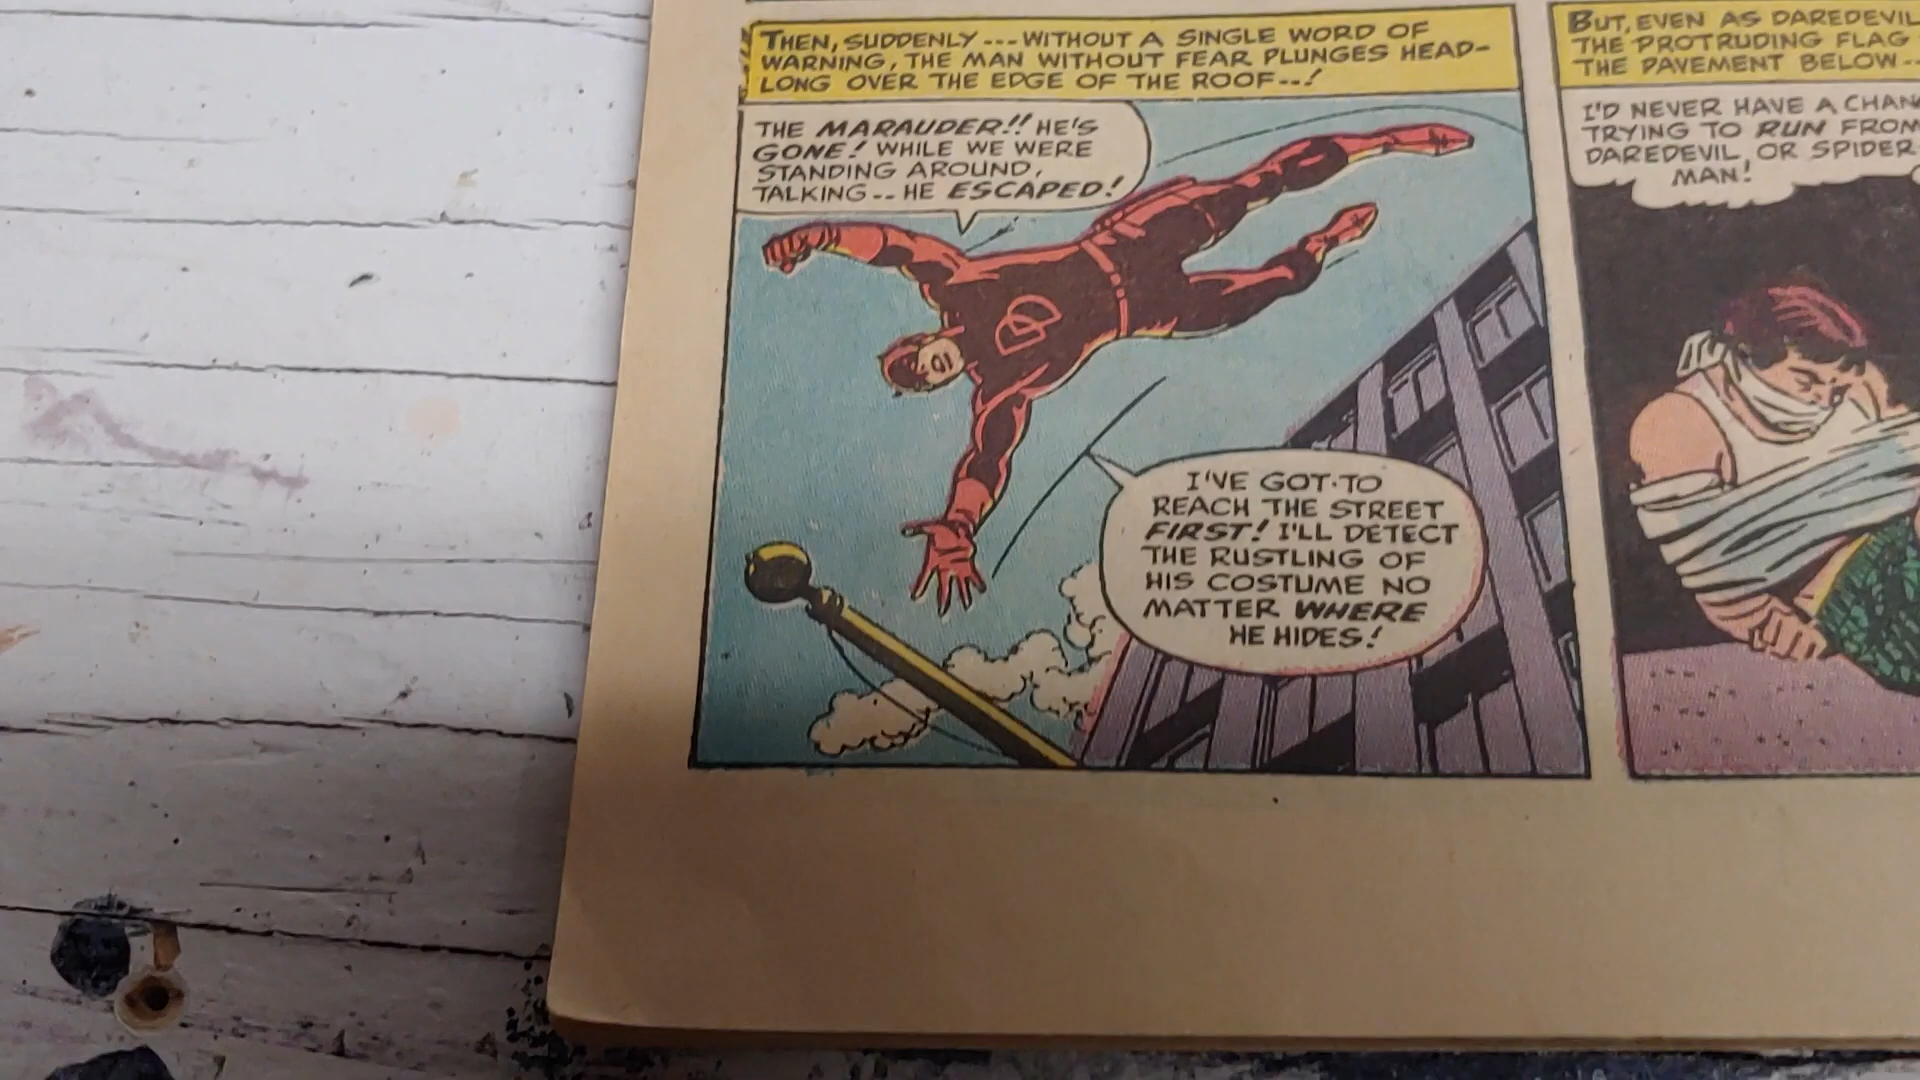 THEN, SUDDENLY --- WITHOUT A SINGLE WORD OF
WARNING, THE MAN WITHOUT FEAR PLUNGES HEAD-
LONG OVER THE EDGE OF THE ROOF--!
THE MARAUDER!! HE'S
GONE! WHILE WE WERE
STANDING AROUND,
TALKING -- HE ESCAPED!
DD
I'VE GOT TO
REACH THE STREET
FIRST! I'LL DETECT
THE RUSTLING OF
HIS COSTUME NO
MATTER WHERE
HE HIDES!
BUT, EVEN AS DAREDEVIL
THE PROTRUDING FLAG
THE PAVEMENT BELOW--
I'D NEVER HAVE A
TRYING TO RUN FROM
DAREDEVIL, OR SPIDER-
MAN!